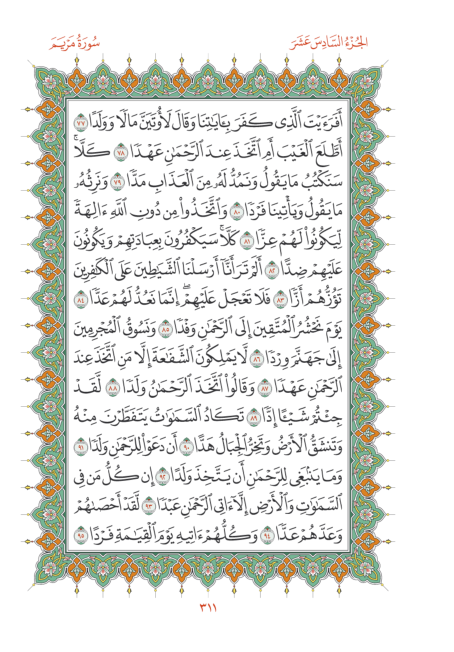 الجُزْءُ السَّادِسَ عَشَرَ
سُورَةُ مَرْيَمَ
أَفَرَءَيْتَ ٱلَّذِى كَفَرَ بِـَٔايَٰتِنَا وَقَالَ لَأُوتَيَنَّ مَالًا وَوَلَدًا ٧٧
أَطَّلَعَ ٱلْغَيْبَ أَمِ ٱتَّخَذَ عِندَ ٱلرَّحْمَٰنِ عَهْدًا ٧٨ كَلَّا ۚ
سَنَكْتُبُ مَا يَقُولُ وَنَمُدُّ لَهُۥ مِنَ ٱلْعَذَابِ مَدًّا ٧٩ وَنَرِثُهُۥ
مَا يَقُولُ وَيَأْتِينَا فَرْدًا ٨٠ وَٱتَّخَذُوا۟ مِن دُونِ ٱللَّهِ ءَالِهَةً
لِّيَكُونُوا۟ لَهُمْ عِزًّا ٨١ كَلَّا ۚ سَيَكْفُرُونَ بِعِبَادَتِهِمْ وَيَكُونُونَ
عَلَيْهِمْ ضِدًّا ٨٢ أَلَمْ تَرَ أَنَّآ أَرْسَلْنَا ٱلشَّيَٰطِينَ عَلَى ٱلْكَٰفِرِينَ
تَؤُزُّهُمْ أَزًّا ٨٣ فَلَا تَعْجَلْ عَلَيْهِمْ ۖ إِنَّمَا نَعُدُّ لَهُمْ عَدًّا ٨٤
يَوْمَ نَحْشُرُ ٱلْمُتَّقِينَ إِلَى ٱلرَّحْمَٰنِ وَفْدًا ٨٥ وَنَسُوقُ ٱلْمُجْرِمِينَ
إِلَىٰ جَهَنَّمَ وِرْدًا ٨٦ لَّا يَمْلِكُونَ ٱلشَّفَٰعَةَ إِلَّا مَنِ ٱتَّخَذَ عِندَ
ٱلرَّحْمَٰنِ عَهْدًا ٨٧ وَقَالُوا۟ ٱتَّخَذَ ٱلرَّحْمَٰنُ وَلَدًا ٨٨ لَّقَدْ
جِئْتُمْ شَيْـًٔا إِدًّا ٨٩ تَكَادُ ٱلسَّمَٰوَٰتُ يَتَفَطَّرْنَ مِنْهُ
وَتَنشَقُّ ٱلْأَرْضُ وَتَخِرُّ ٱلْجِبَالُ هَدًّا ٩٠ أَن دَعَوْا۟ لِلرَّحْمَٰنِ وَلَدًا ٩١
وَمَا يَنۢبَغِى لِلرَّحْمَٰنِ أَن يَتَّخِذَ وَلَدًا ٩٢ إِن كُلُّ مَن فِى
ٱلسَّمَٰوَٰتِ وَٱلْأَرْضِ إِلَّآ ءَاتِى ٱلرَّحْمَٰنِ عَبْدًا ٩٣ لَّقَدْ أَحْصَىٰهُمْ
وَعَدَّهُمْ عَدًّا ٩٤ وَكُلُّهُمْ ءَاتِيهِ يَوْمَ ٱلْقِيَٰمَةِ فَرْدًا ٩٥
٣١١